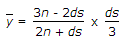 ȳ = 3n - 2ds / 2n + ds x ds / 3